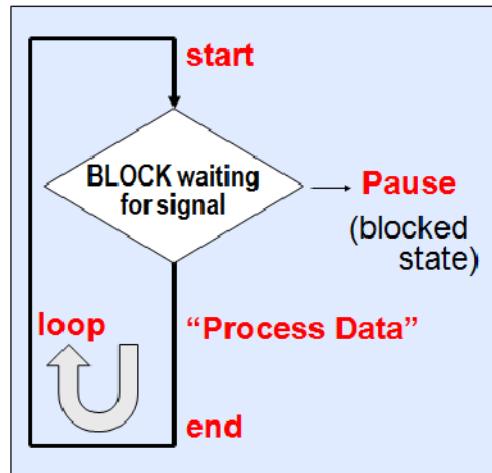 start
BLOCK waiting
for signal
Pause
(blocked
state)
loop
“Process Data”
end